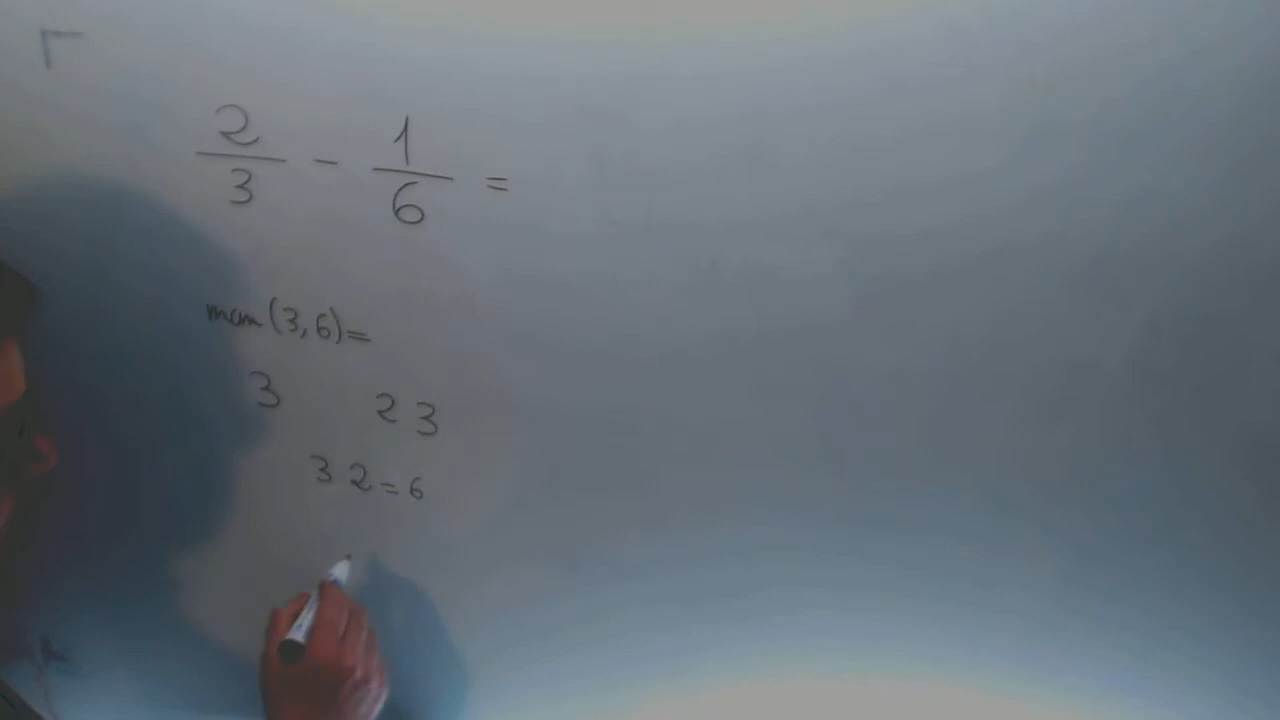 2/3 - 1/6 =
mcm (3,6)=
3 2 3
3 2 = 6